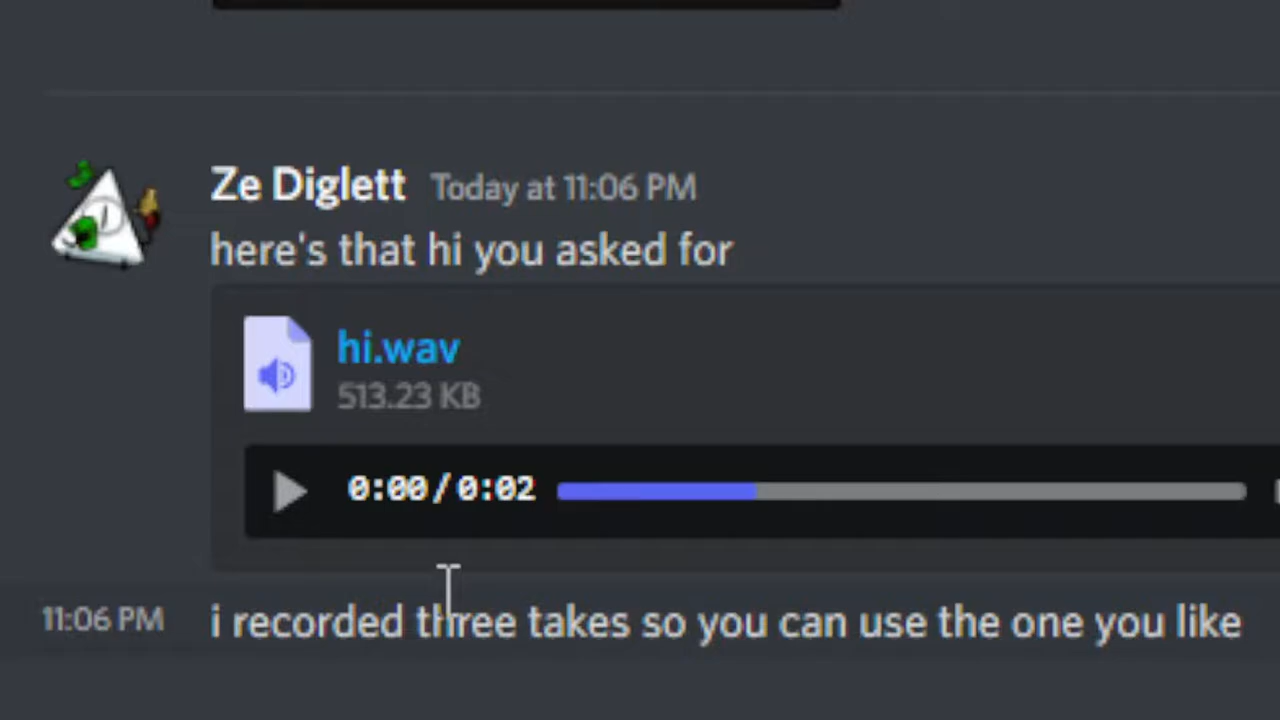 Ze Diglett Today at 11:06 PM
here's that hi you asked for
hi.wav
513.23 KB
0:00/0:02
11:06 PM i recorded three takes so you can use the one you like